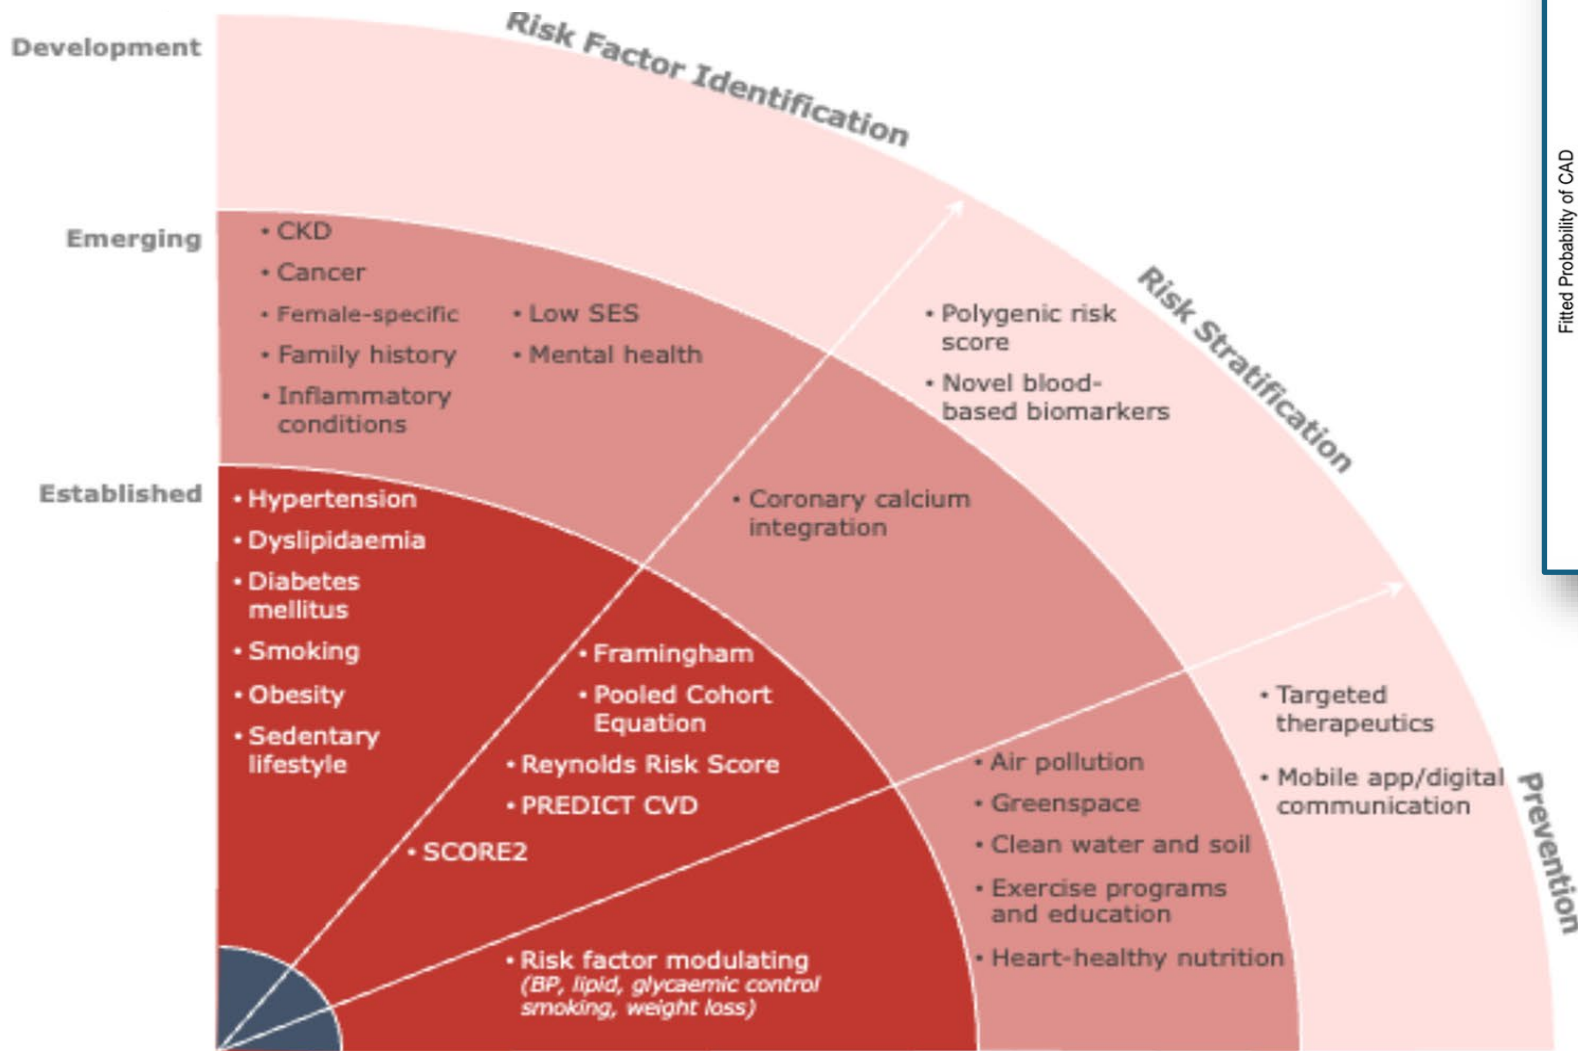 Development
Risk Factor Identification
Emerging
• CKD
• Cancer
• Female-specific
• Family history
• Inflammatory
conditions
• Low SES
• Mental health
Established
• Hypertension
• Dyslipidaemia
• Diabetes
mellitus
• Smoking
• Obesity
• Sedentary
lifestyle
Risk Stratification
• Polygenic risk
score
• Novel blood-
based biomarkers
• Coronary calcium
integration
• Framingham
• Pooled Cohort
Equation
• Reynolds Risk Score
• PREDICT CVD
• SCORE2
Prevention
• Targeted
therapeutics
• Mobile app/digital
communication
• Air pollution
• Greenspace
• Clean water and soil
• Exercise programs
and education
• Heart-healthy nutrition
• Risk factor modulating
(BP, lipid, glycaemic control
smoking, weight loss)
Fitted Probability of CAD